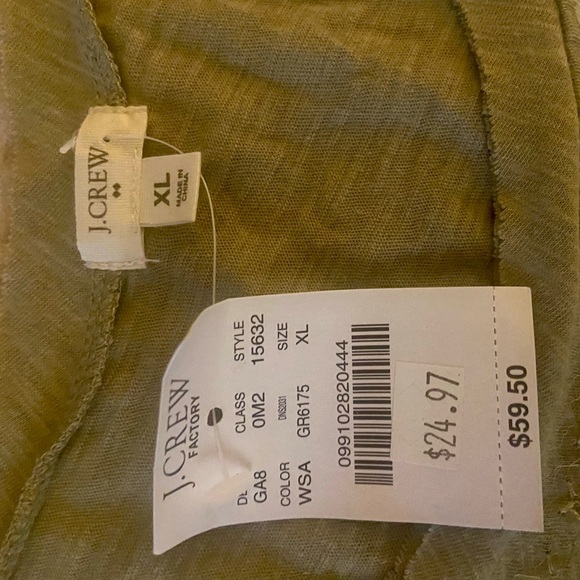 J.CREW
XL
MADE IN
CHINA
J.CREW
FACTORY
CLASS STYLE
GA8 0M2 15632
COLOR SIZE
WSA GR6175 XL
099102820444
$24.97
$59.50